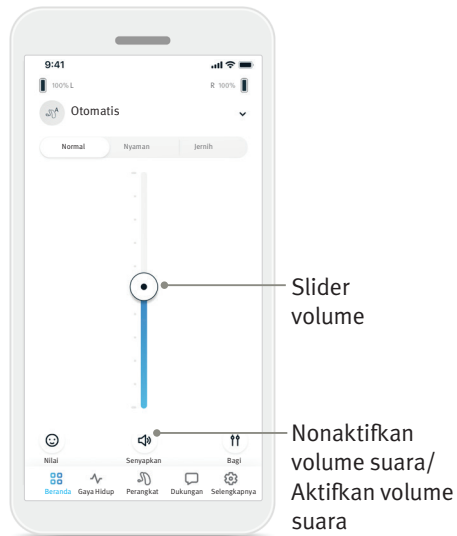 9:41
100% L
R 100%
Otomatis
Normal Nyaman Jernih
Slider
volume
Nilai Senyapkan Bagi
Nonaktifkan
volume suara/
Aktifkan volume
suara
Beranda Gaya Hidup Perangkat Dukungan Selengkapnya